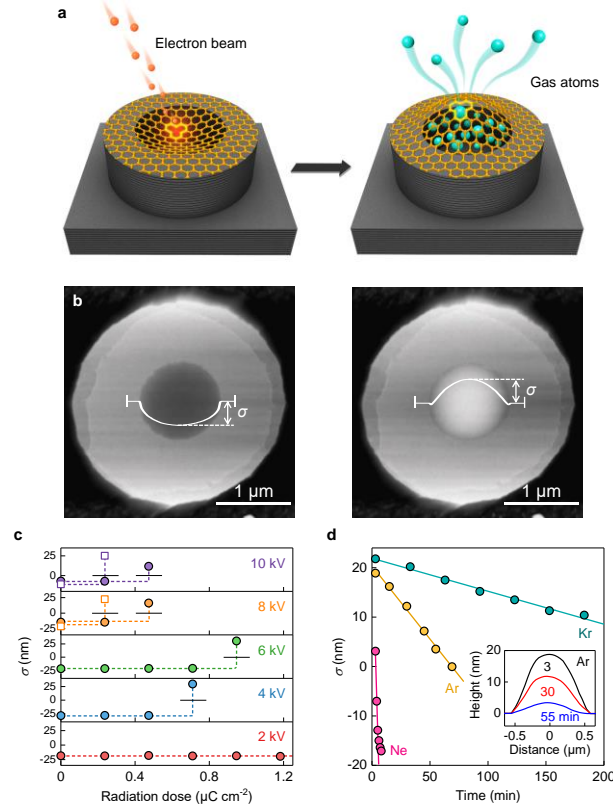 a
Electron beam
Gas atoms
b
σ
1 μm
σ
1 μm
c
d
25
0
-25
10 kV
25
0
-25
8 kV
25
0
-25
6 kV
25
0
-25
4 kV
25
0
-25
2 kV
σ (nm)
0
0.4
0.8
1.2
Radiation dose (μC cm⁻²)
20
10
0
-10
-20
σ (nm)
Kr
Ar
Ne
Ar
20
10
0
Height (nm)
3
30
55 min
-0.5
0
0.5
Distance (μm)
0
50
100
150
200
Time (min)